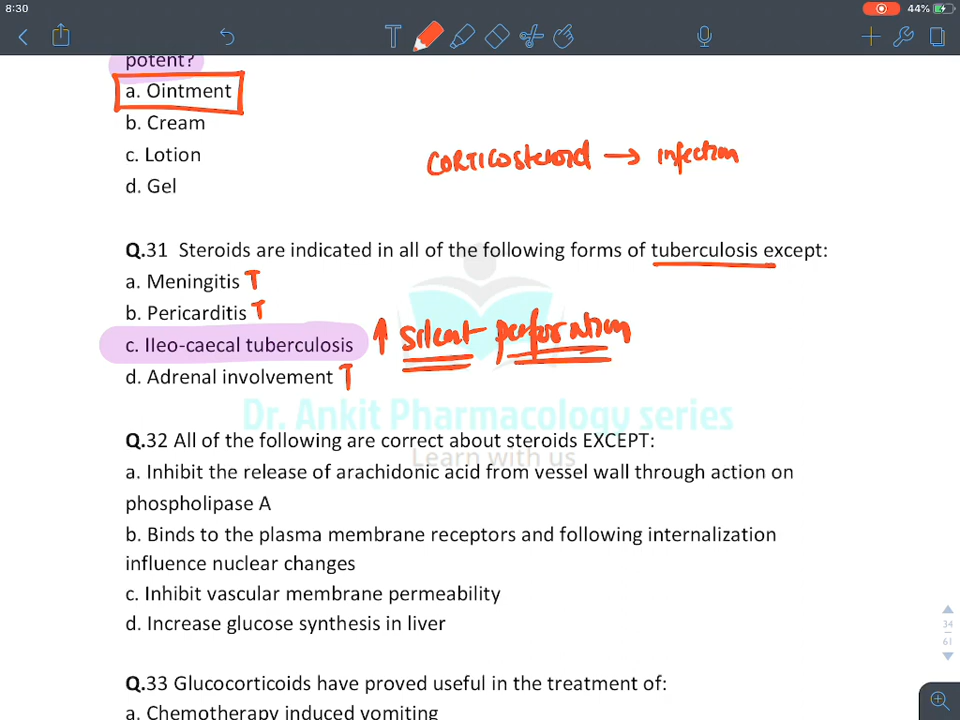 8:30
44%
T
potent?
a. Ointment
b. Cream
c. Lotion
d. Gel
CORTICOsteroid → infection
Q.31 Steroids are indicated in all of the following forms of tuberculosis except:
a. Meningitis T
b. Pericarditis T
c. IIeo-caecal tuberculosis ↑ Silent perforation
d. Adrenal involvement T
Dr. Ankit Pharmacology series
Learn with us
Q.32 All of the following are correct about steroids EXCEPT:
a. Inhibit the release of arachidonic acid from vessel wall through action on
phospholipase A
b. Binds to the plasma membrane receptors and following internalization
influence nuclear changes
c. Inhibit vascular membrane permeability
d. Increase glucose synthesis in liver
34
61
Q.33 Glucocorticoids have proved useful in the treatment of:
a. Chemotherapy induced vomiting